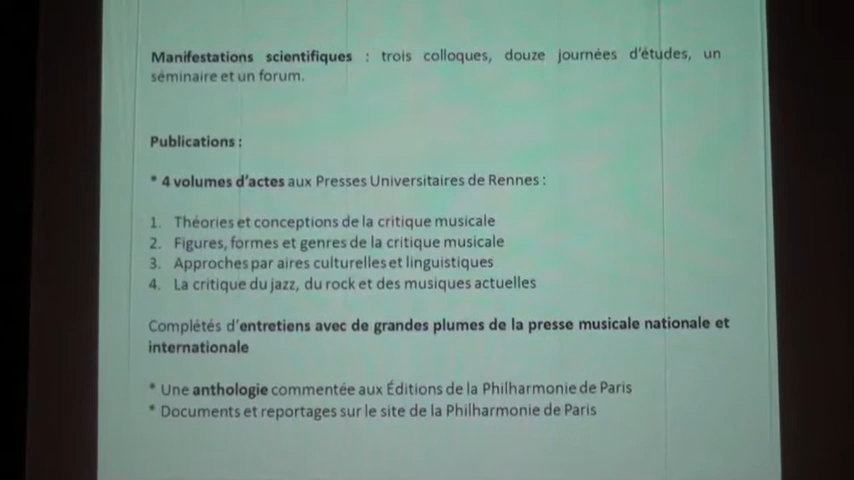 Manifestations scientifiques : trois colloques, douze journées d'études, un
séminaire et un forum.
Publications :
* 4 volumes d'actes aux Presses Universitaires de Rennes :
1. Théories et conceptions de la critique musicale
2. Figures, formes et genres de la critique musicale
3. Approches par aires culturelles et linguistiques
4. La critique du jazz, du rock et des musiques actuelles
Complétés d'entretiens avec de grandes plumes de la presse musicale nationale et
internationale
* Une anthologie commentée aux Éditions de la Philharmonie de Paris
* Documents et reportages sur le site de la Philharmonie de Paris